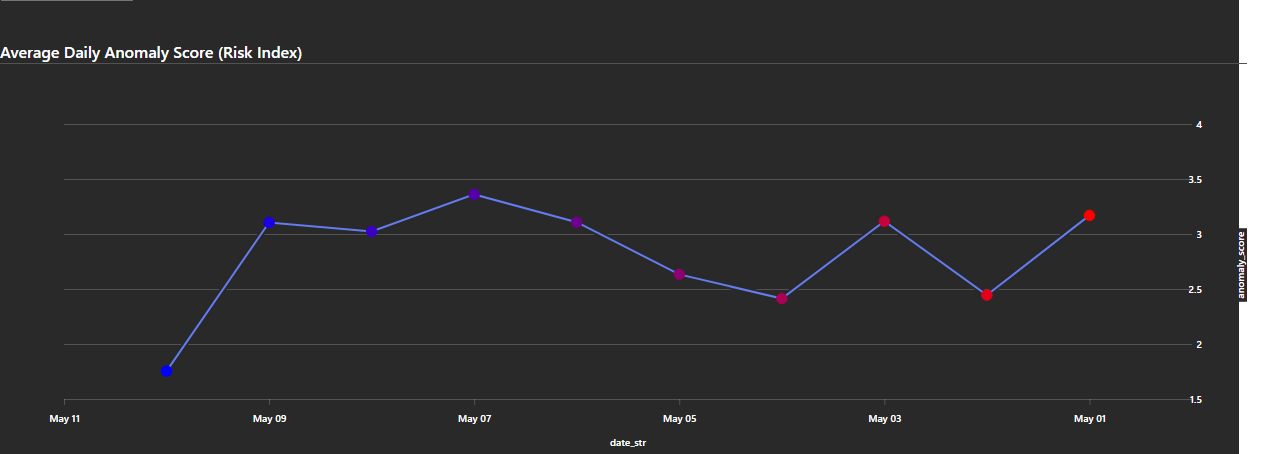 Average Daily Anomaly Score (Risk Index)
4
3.5
3
2.5
2
1.5
anomaly_score
May 11 May 09 May 07 May 05 May 03 May 01
date_str